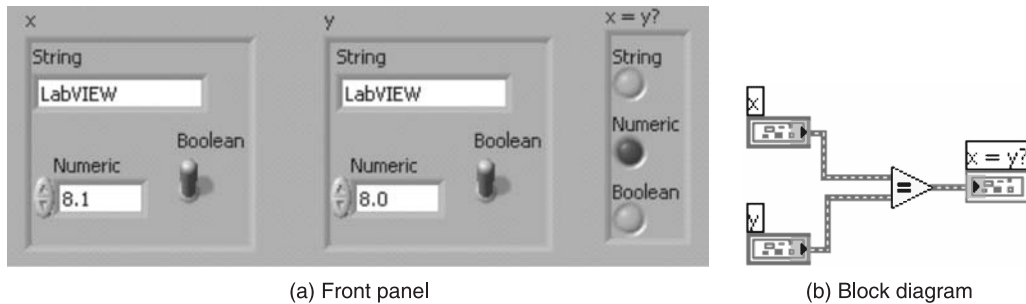 x
String
LabVIEW
Boolean
Numeric
8.1
y
String
LabVIEW
Boolean
Numeric
8.0
x = y?
String
Numeric
Boolean
x
y
=
x = y?
(a) Front panel
(b) Block diagram